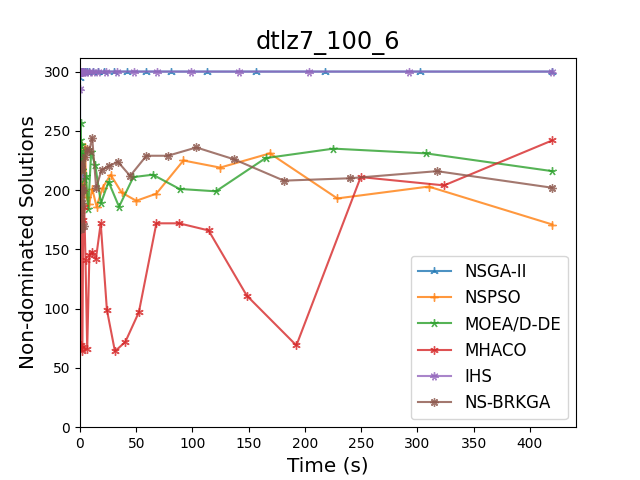 dtlz7_100_6
Non-dominated Solutions
300
250
200
150
100
50
0
0 50 100 150 200 250 300 350 400
Time (s)
NSGA-II
NSPSO
MOEA/D-DE
MHACO
IHS
NS-BRKGA